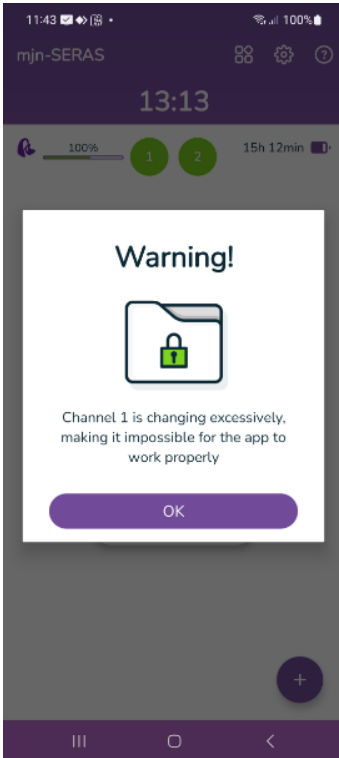 11:43
100%
mjn-SERAS
13:13
100%
1
2
15h 12min
Warning!
Channel 1 is changing excessively,
making it impossible for the app to
work properly
OK